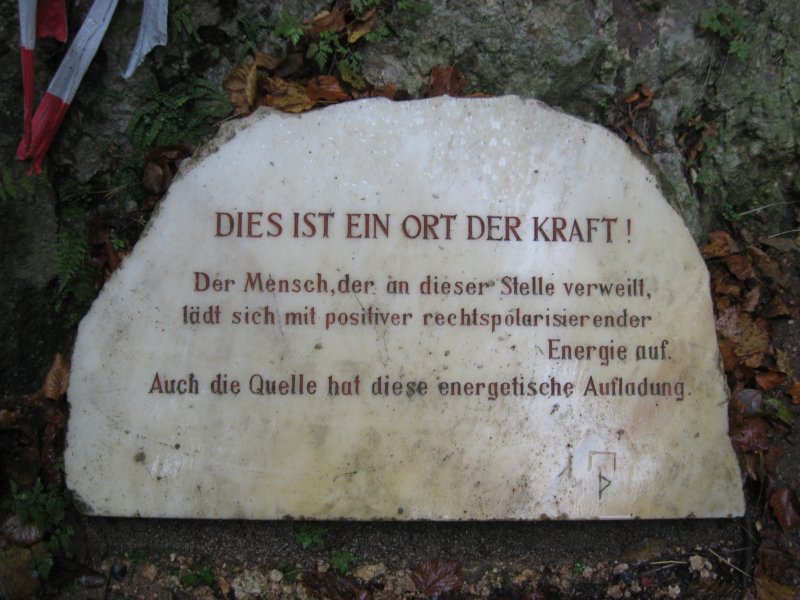 DIES IST EIN ORT DER KRAFT !
Der Mensch, der an dieser Stelle verweilt,
lädt sich mit positiver rechtspolarisierender
Energie auf.
Auch die Quelle hat diese energetische Aufladung.